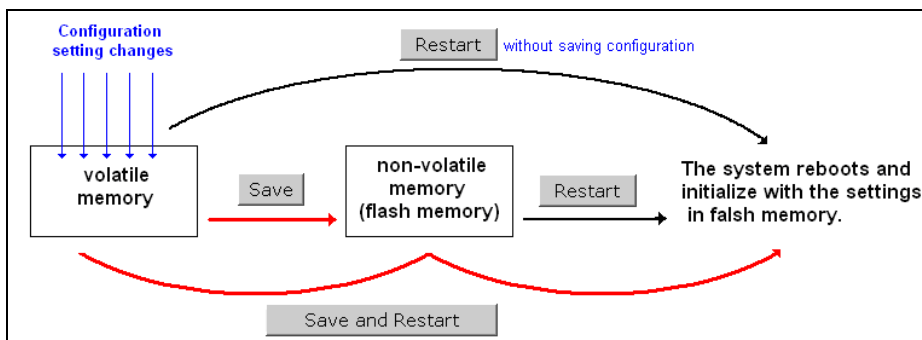 Configuration
setting changes
Restart
without saving configuration
volatile
memory
Save
non-volatile
memory
(flash memory)
Restart
The system reboots and
initialize with the settings
in falsh memory.
Save and Restart